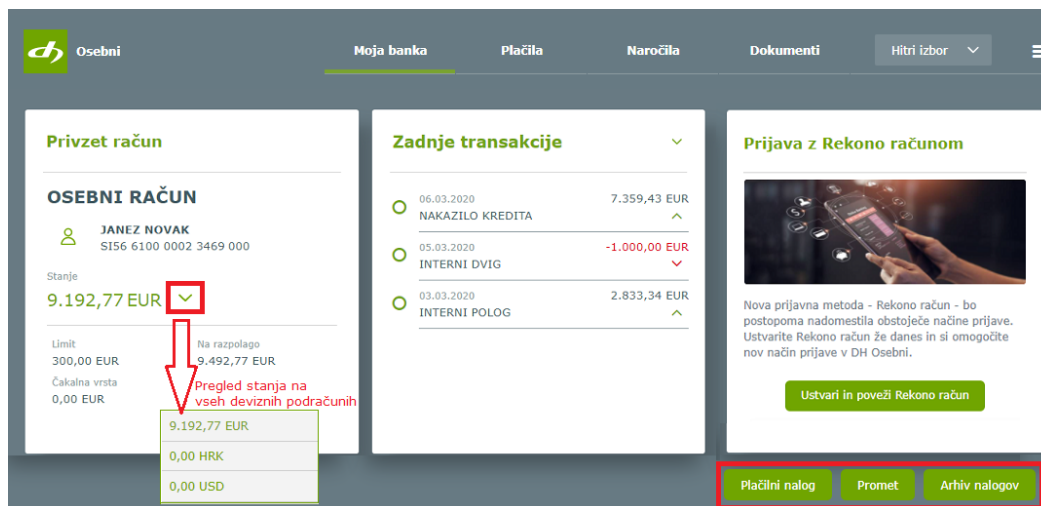 dh Osebni
Moja banka
Plačila
Naročila
Dokumenti
Hitri izbor
Privzet račun
OSEBNI RAČUN
JANEZ NOVAK
SI56 6100 0002 3469 000
Stanje
9.192,77 EUR
Limit
300,00 EUR
Na razpolago
9.492,77 EUR
Čakalna vrsta
0,00 EUR
Pregled stanja na
vseh deviznih podračunih
9.192,77 EUR
0,00 HRK
0,00 USD
Zadnje transakcije
06.03.2020
NAKAZILO KREDITA
7.359,43 EUR
05.03.2020
INTERNI DVIG
-1.000,00 EUR
03.03.2020
INTERNI POLOG
2.833,34 EUR
Prijava z Rekono računom
Nova prijavna metoda - Rekono račun - bo
postopoma nadomestila obstoječe načine prijave.
Ustvarite Rekono račun že danes in si omogočite
nov način prijave v DH Osebni.
Ustvari in poveži Rekono račun
Plačilni nalog
Promet
Arhiv nalogov